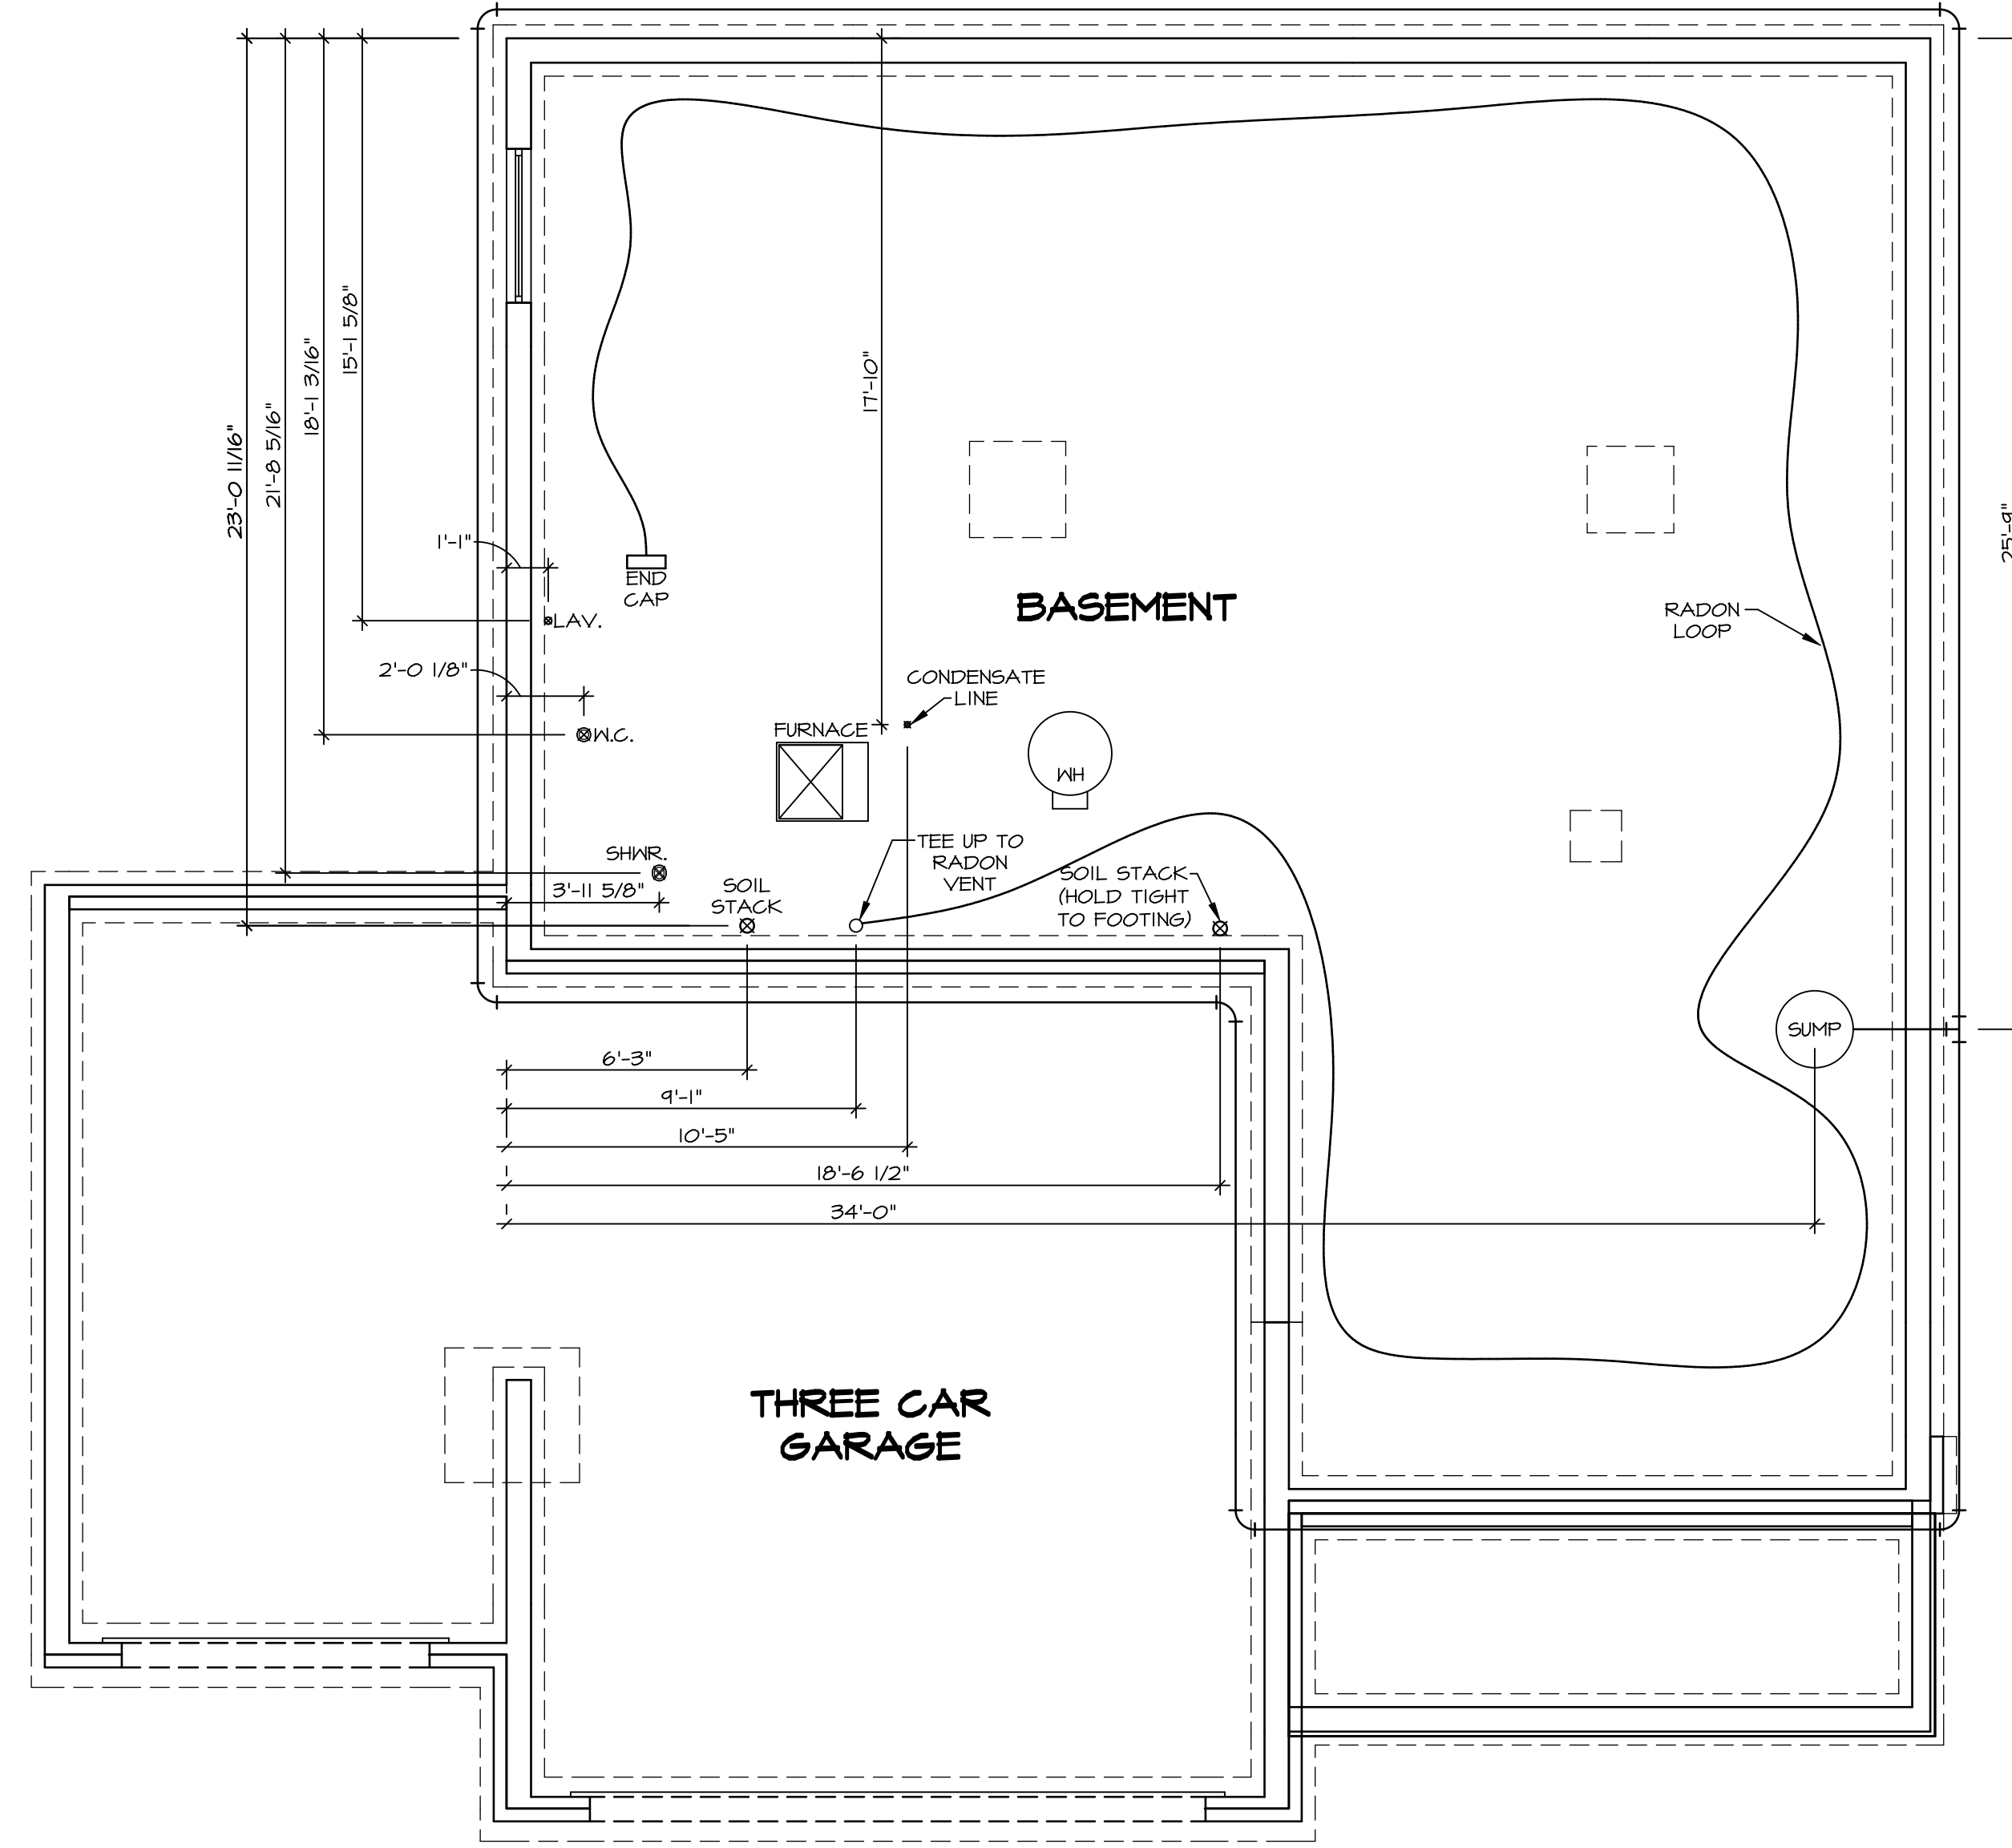 17'-10"
15'-1 5/8"
18'-1 3/16"
21'-8 5/16"
23'-0 11/16"
25'-9"
1'-1"
END
CAP
LAV.
BASEMENT
RADON
LOOP
2'-0 1/8"
CONDENSATE
LINE
W.C.
FURNACE
WH
TEE UP TO
RADON
VENT
SHWR.
3'-11 5/8"
SOIL
STACK
SOIL STACK
(HOLD TIGHT
TO FOOTING)
SUMP
6'-3"
9'-1"
10'-5"
18'-6 1/2"
34'-0"
THREE CAR
GARAGE